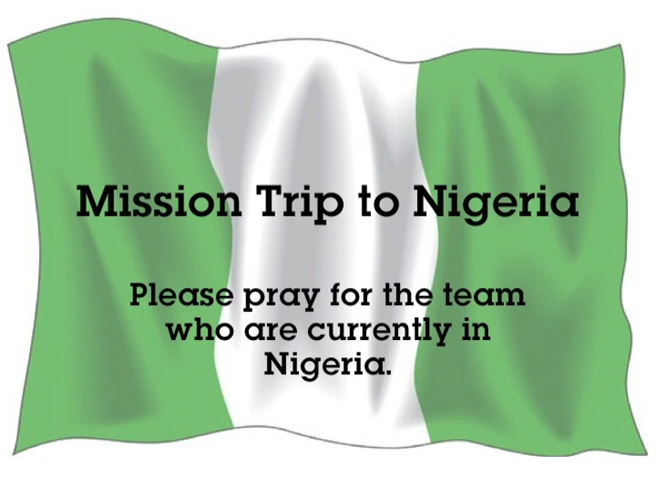 Mission Trip to Nigeria
Please pray for the team
who are currently in
Nigeria.